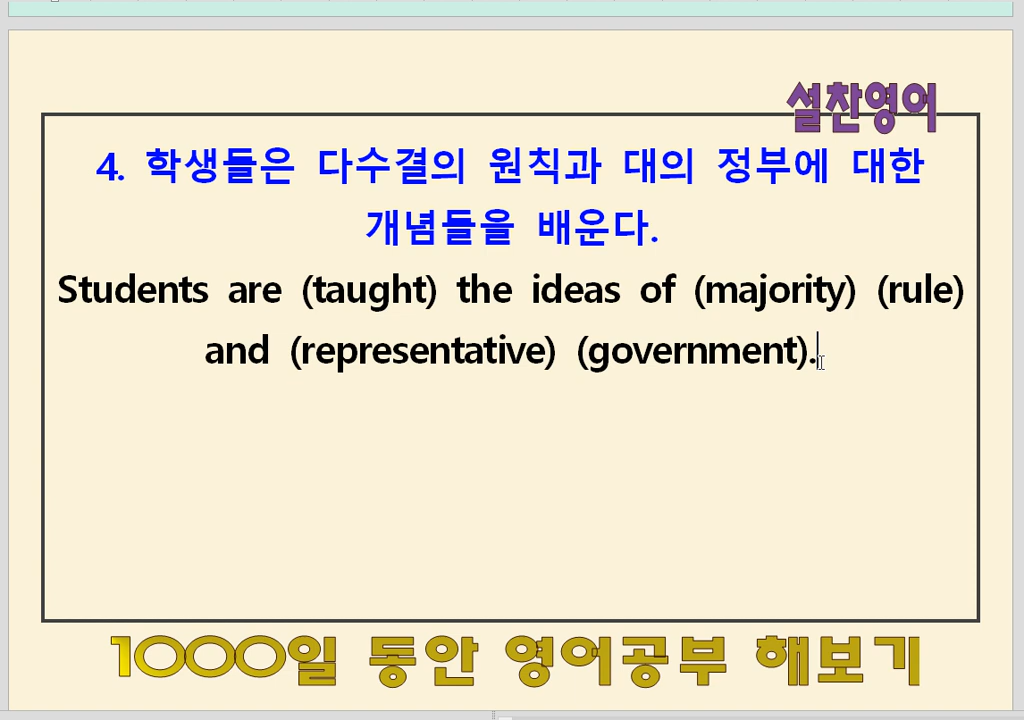 설찬영어
4. 학생들은 다수결의 원칙과 대의 정부에 대한
개념들을 배운다.
Students are (taught) the ideas of (majority) (rule)
and (representative) (government).
1000일 동안 영어공부 해보기